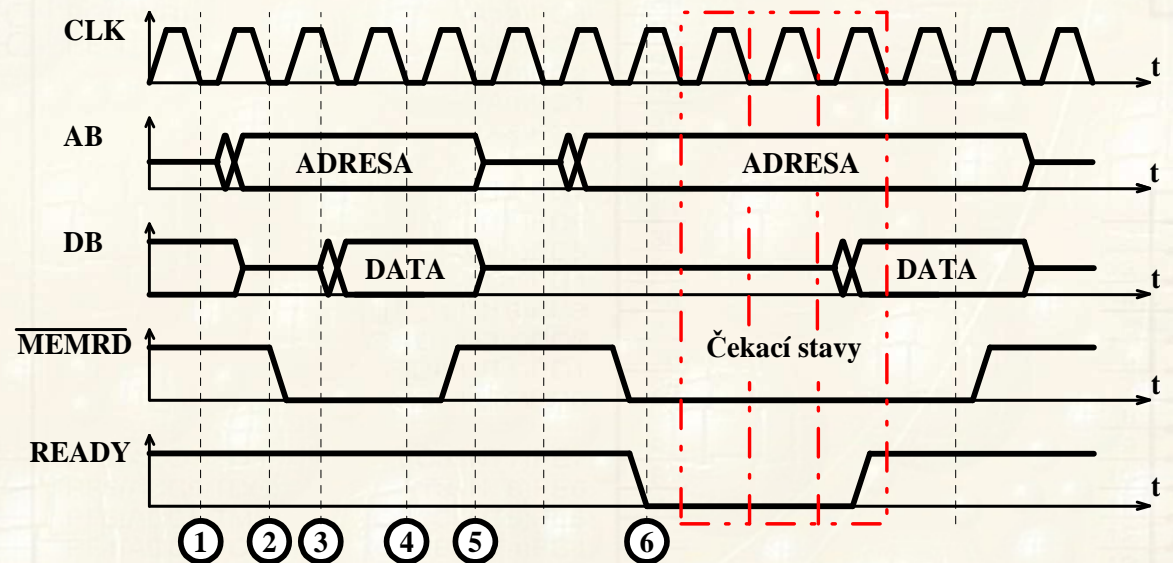 CLK
t
AB
ADRESA
ADRESA
t
DB
DATA
DATA
t
MEMRD
Čekací stavy
t
READY
t
1 2 3 4 5 6